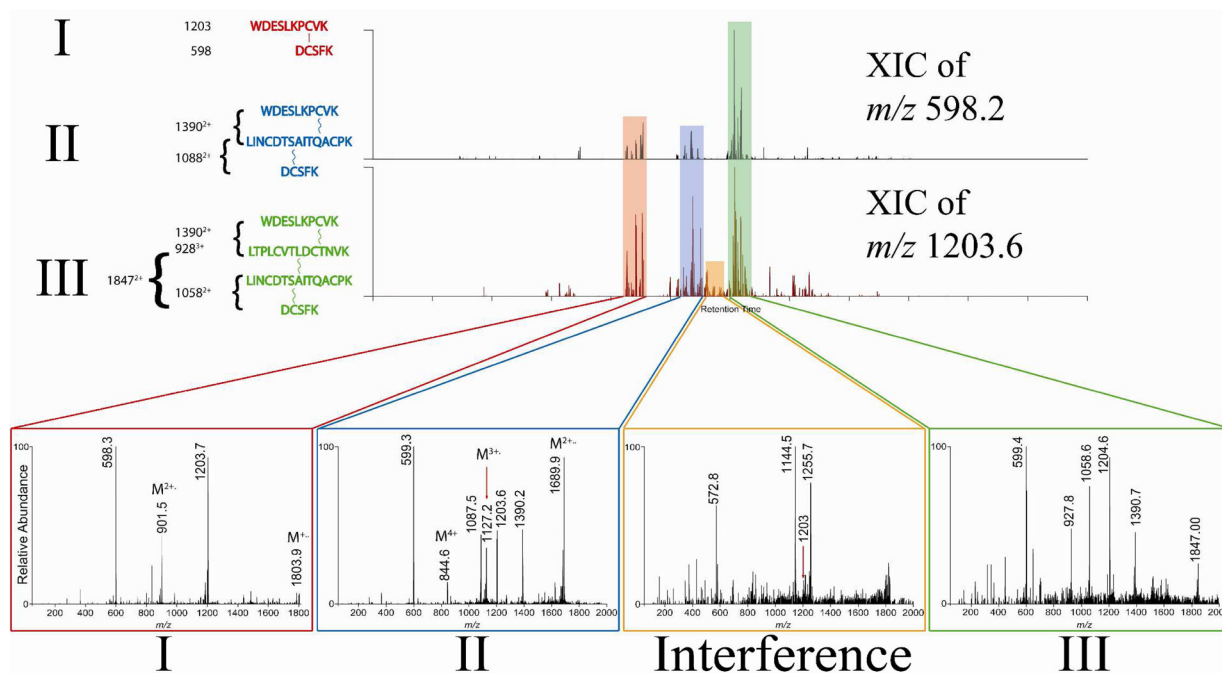 I
1203
WDESLKPCVK
598
DCSFK
XIC of
m/z 598.2
II
WDESLKPCVK
1390²⁺
LINCDTSAITQACPK
1088²⁺
DCSFK
XIC of
m/z 1203.6
III
WDESLKPCVK
1390²⁺
928³⁺
LTPLCVTLDCTNVK
1847²⁺
LINCDTSAITQACPK
1058²⁺
DCSFK
Retention Time
100
Relative Abundance
0
598.3
M²⁺·
901.5
1203.7
M⁺··
1803.9
200 400 600 800 1000 1200 1400 1600 1800
m/z
100
0
599.3
M⁴⁺
844.6
1087.5
M³⁺·
1127.2
1203.6
1390.2
M²⁺··
1689.9
200 400 600 800 1000 1200 1400 1600 1800 2000
m/z
100
0
572.8
1144.5
1203
1255.7
200 400 600 800 1000 1200 1400 1600 1800 2000
m/z
100
0
599.4
927.8
1058.6
1204.6
1390.7
1847.00
200 400 600 800 1000 1200 1400 1600 1800 2000
m/z
I
II
Interference
III